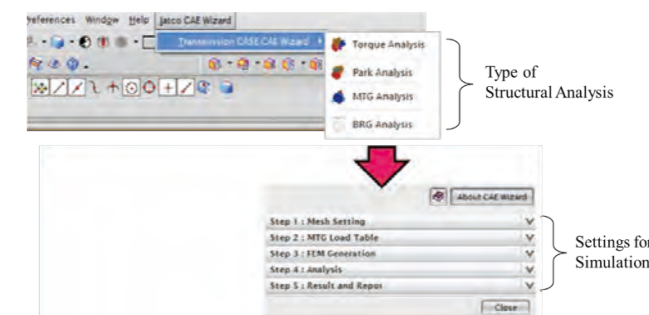 references Window Help Jatco CAE Wizard
Transmission CASE CAE Wizard
Torque Analysis
Park Analysis
MTG Analysis
BRG Analysis
Type of
Structural Analysis
About CAE Wizard
Step 1 : Mesh Setting
Step 2 : MTG Load Table
Step 3 : FEM Generation
Step 4 : Analysis
Step 5 : Result and Repor
Close
Settings for
Simulation